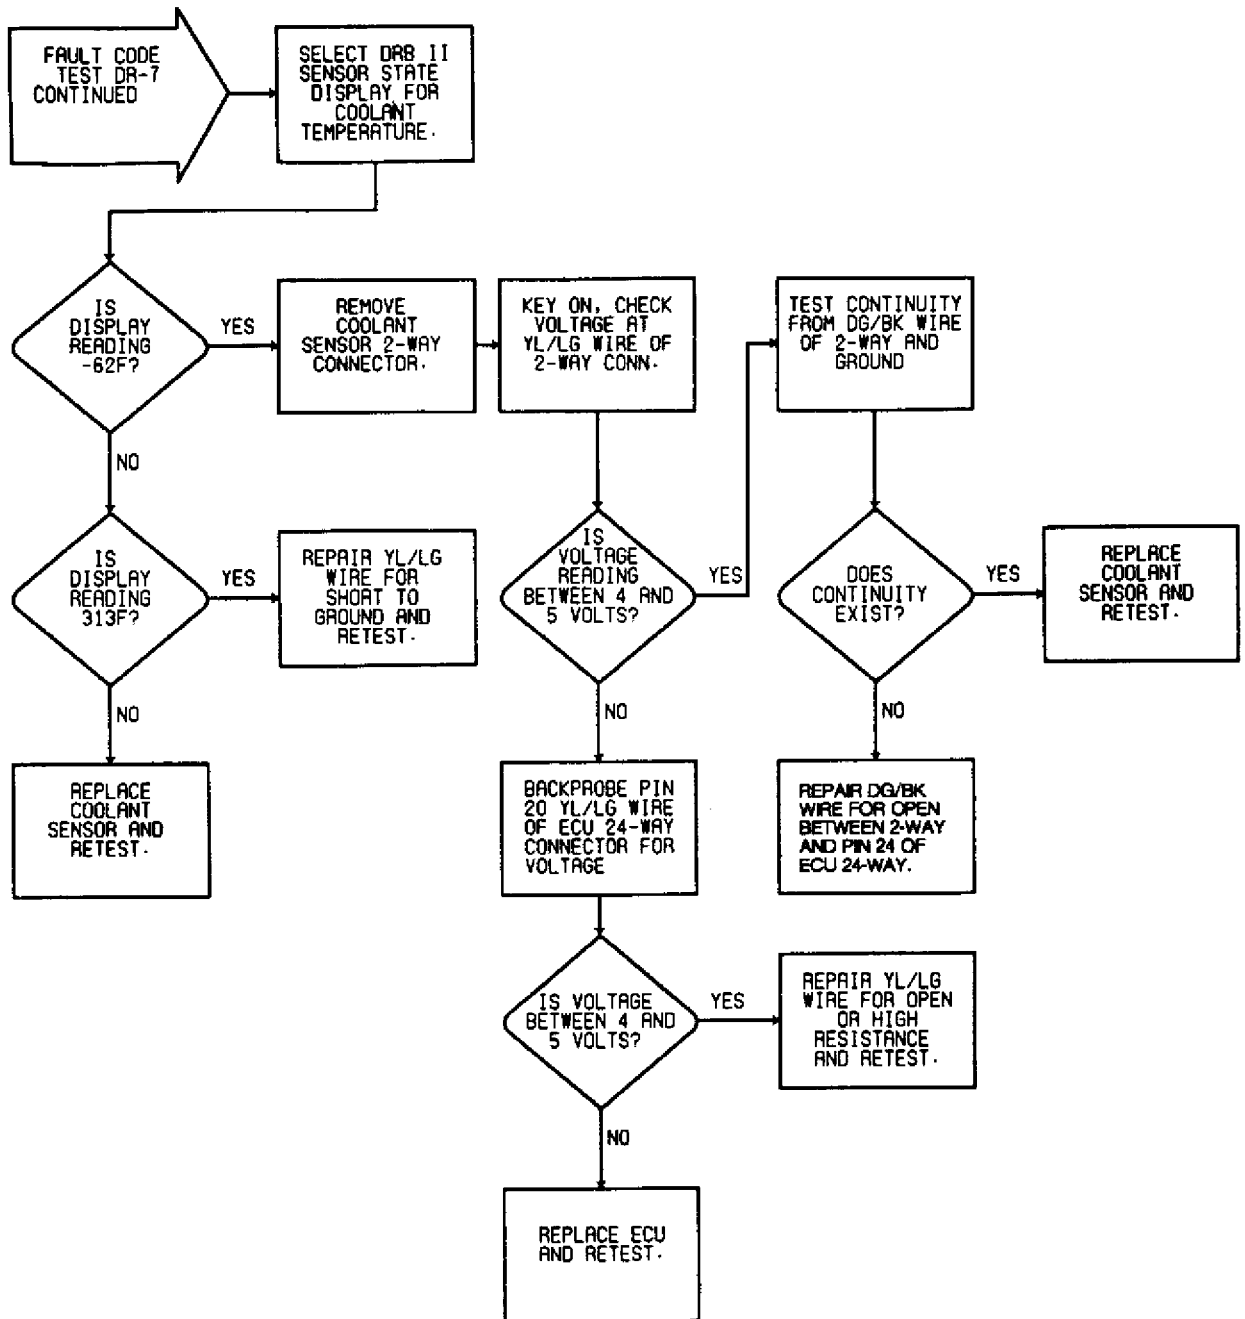 FAULT CODE
TEST DR-7
CONTINUED
SELECT DRB II
SENSOR STATE
DISPLAY FOR
COOLANT
TEMPERATURE.
IS
DISPLAY
READING
-62F?
YES
REMOVE
COOLANT
SENSOR 2-WAY
CONNECTOR.
KEY ON, CHECK
VOLTAGE AT
YL/LG WIRE OF
2-WAY CONN.
TEST CONTINUITY
FROM DG/BK WIRE
OF 2-WAY AND
GROUND
NO
IS
DISPLAY
READING
313F?
YES
REPAIR YL/LG
WIRE FOR
SHORT TO
GROUND AND
RETEST.
IS
VOLTAGE
READING
BETWEEN 4 AND
5 VOLTS?
YES
DOES
CONTINUITY
EXIST?
YES
REPLACE
COOLANT
SENSOR AND
RETEST.
NO
NO
NO
REPLACE
COOLANT
SENSOR AND
RETEST.
BACKPROBE PIN
20 YL/LG WIRE
OF ECU 24-WAY
CONNECTOR FOR
VOLTAGE
REPAIR DG/BK
WIRE FOR OPEN
BETWEEN 2-WAY
AND PIN 24 OF
ECU 24-WAY.
IS VOLTAGE
BETWEEN 4 AND
5 VOLTS?
YES
REPAIR YL/LG
WIRE FOR OPEN
OR HIGH
RESISTANCE
AND RETEST.
NO
REPLACE ECU
AND RETEST.